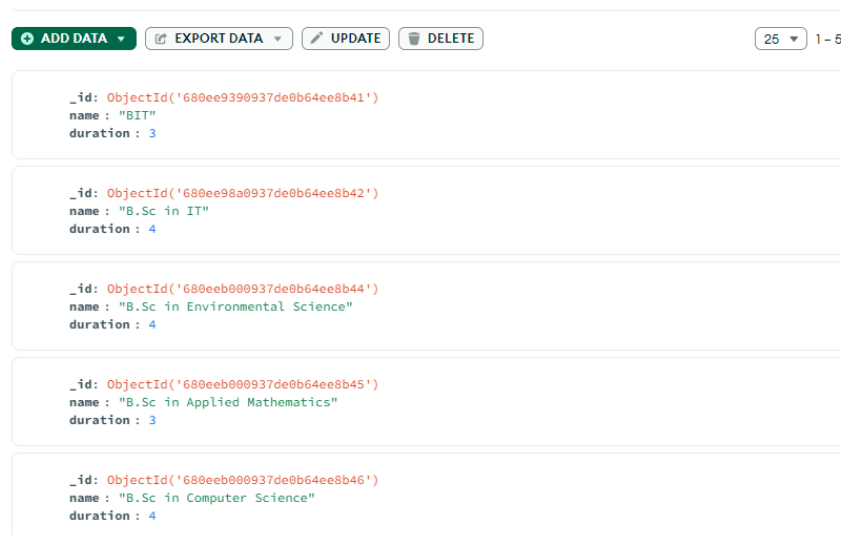 ADD DATA EXPORT DATA UPDATE DELETE 25 1 – 5
_id: ObjectId('680ee9390937de0b64ee8b41')
name : "BIT"
duration : 3
_id: ObjectId('680ee98a0937de0b64ee8b42')
name : "B.Sc in IT"
duration : 4
_id: ObjectId('680eeb000937de0b64ee8b44')
name : "B.Sc in Environmental Science"
duration : 4
_id: ObjectId('680eeb000937de0b64ee8b45')
name : "B.Sc in Applied Mathematics"
duration : 3
_id: ObjectId('680eeb000937de0b64ee8b46')
name : "B.Sc in Computer Science"
duration : 4